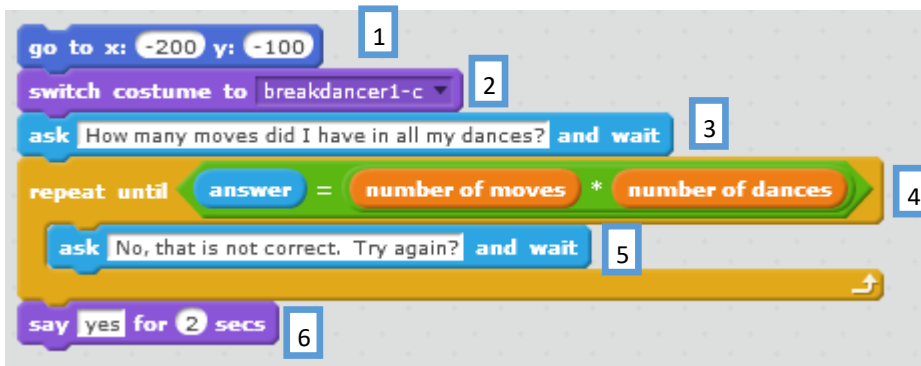 go to x: -200 y: -100 1
switch costume to breakdancer1-c 2
ask How many moves did I have in all my dances? and wait 3
repeat until answer = number of moves * number of dances 4
ask No, that is not correct. Try again? and wait 5
say yes for 2 secs 6